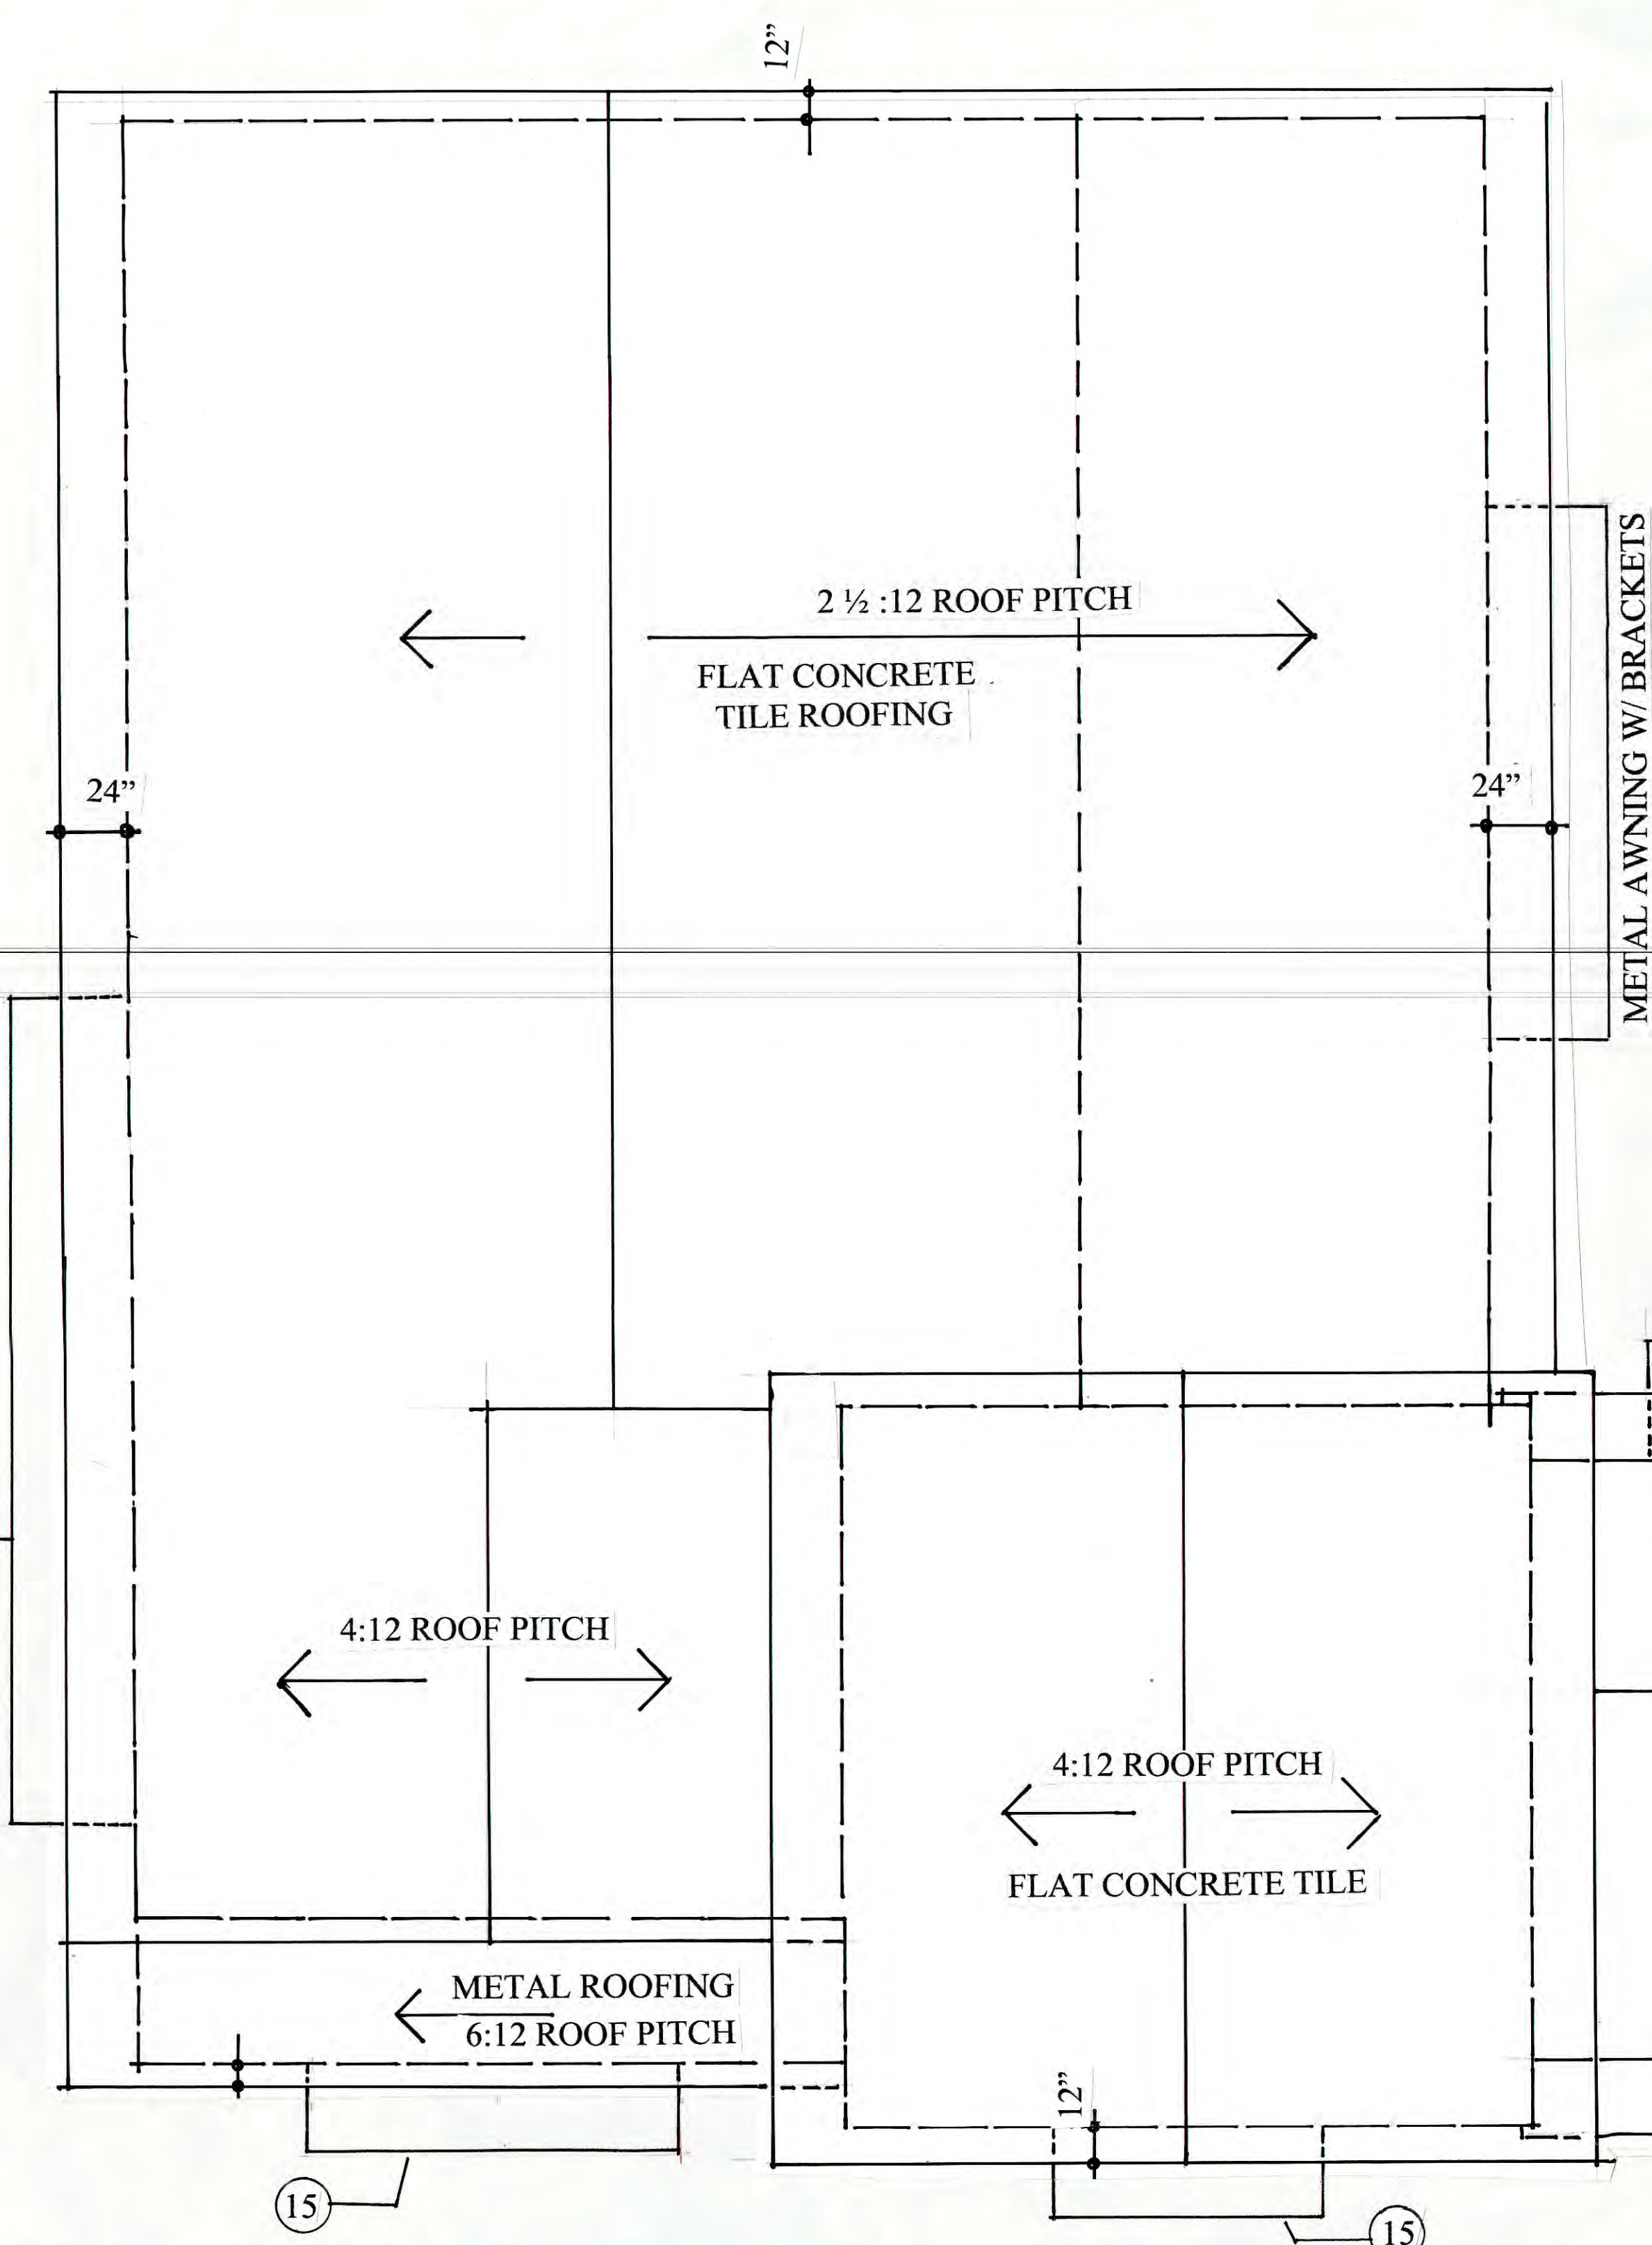 12”
2 ½ :12 ROOF PITCH
FLAT CONCRETE
TILE ROOFING
METAL AWNING W/ BRACKETS
24”
24”
4:12 ROOF PITCH
4:12 ROOF PITCH
FLAT CONCRETE TILE
METAL ROOFING
6:12 ROOF PITCH
12”
15
15